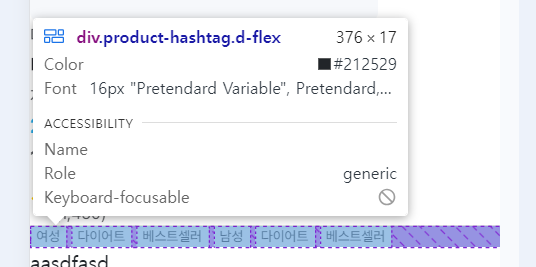 div.product-hashtag.d-flex 376 × 17
Color #212529
Font 16px "Pretendard Variable", Pretendard,...
ACCESSIBILITY
Name
Role generic
Keyboard-focusable
여성 다이어트 베스트셀러 남성 다이어트 베스트셀러
aasdfasd